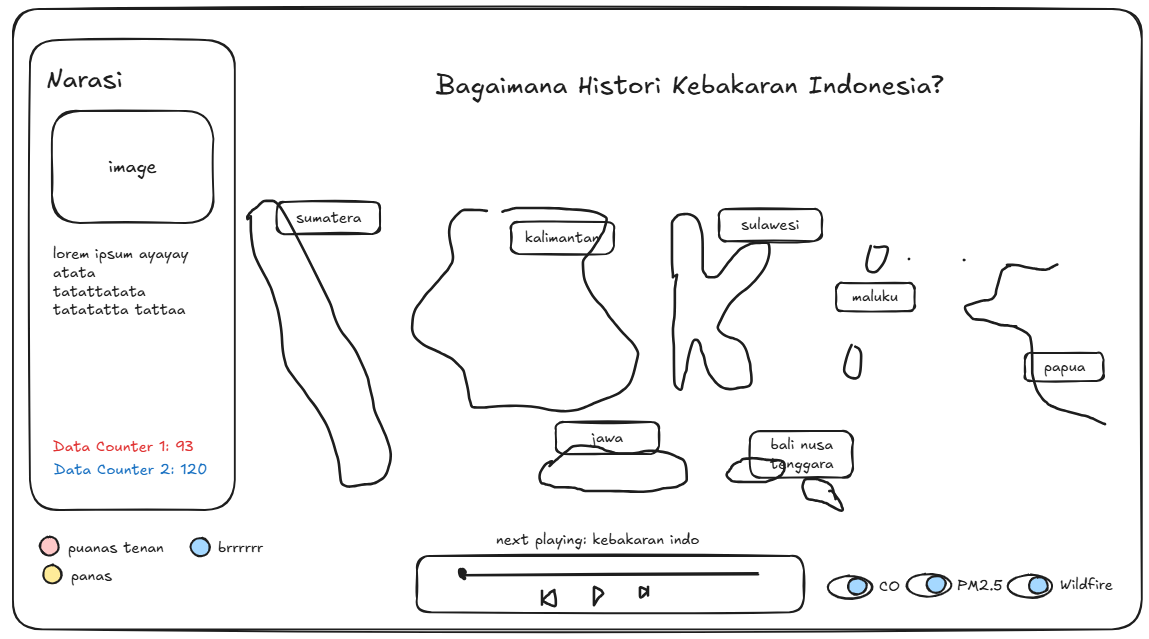 Narasi
Bagaimana Histori Kebakaran Indonesia?
image
lorem ipsum ayayay
atata
tatattatata
tatatatta tattaa
Data Counter 1: 93
Data Counter 2: 120
sumatera
kalimantan
sulawesi
maluku
papua
jawa
bali nusa
tenggara
puanas tenan
brrrrrr
panas
next playing: kebakaran indo
CO
PM2.5
Wildfire